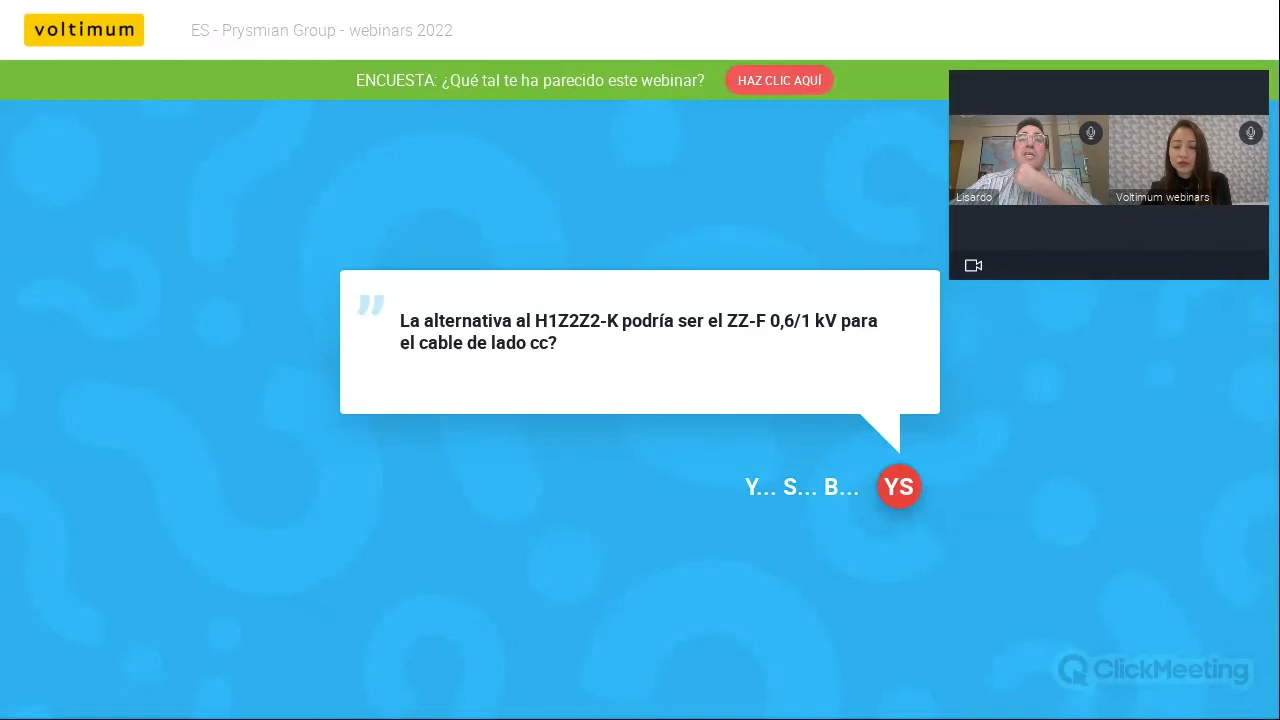 voltimum
ES - Prysmian Group - webinars 2022
ENCUESTA: ¿Qué tal te ha parecido este webinar?
HAZ CLIC AQUÍ
Lisardo
Voltimum webinars
La alternativa al H1Z2Z2-K podría ser el ZZ-F 0,6/1 kV para
el cable de lado cc?
Y... S... B...
YS
ClickMeeting